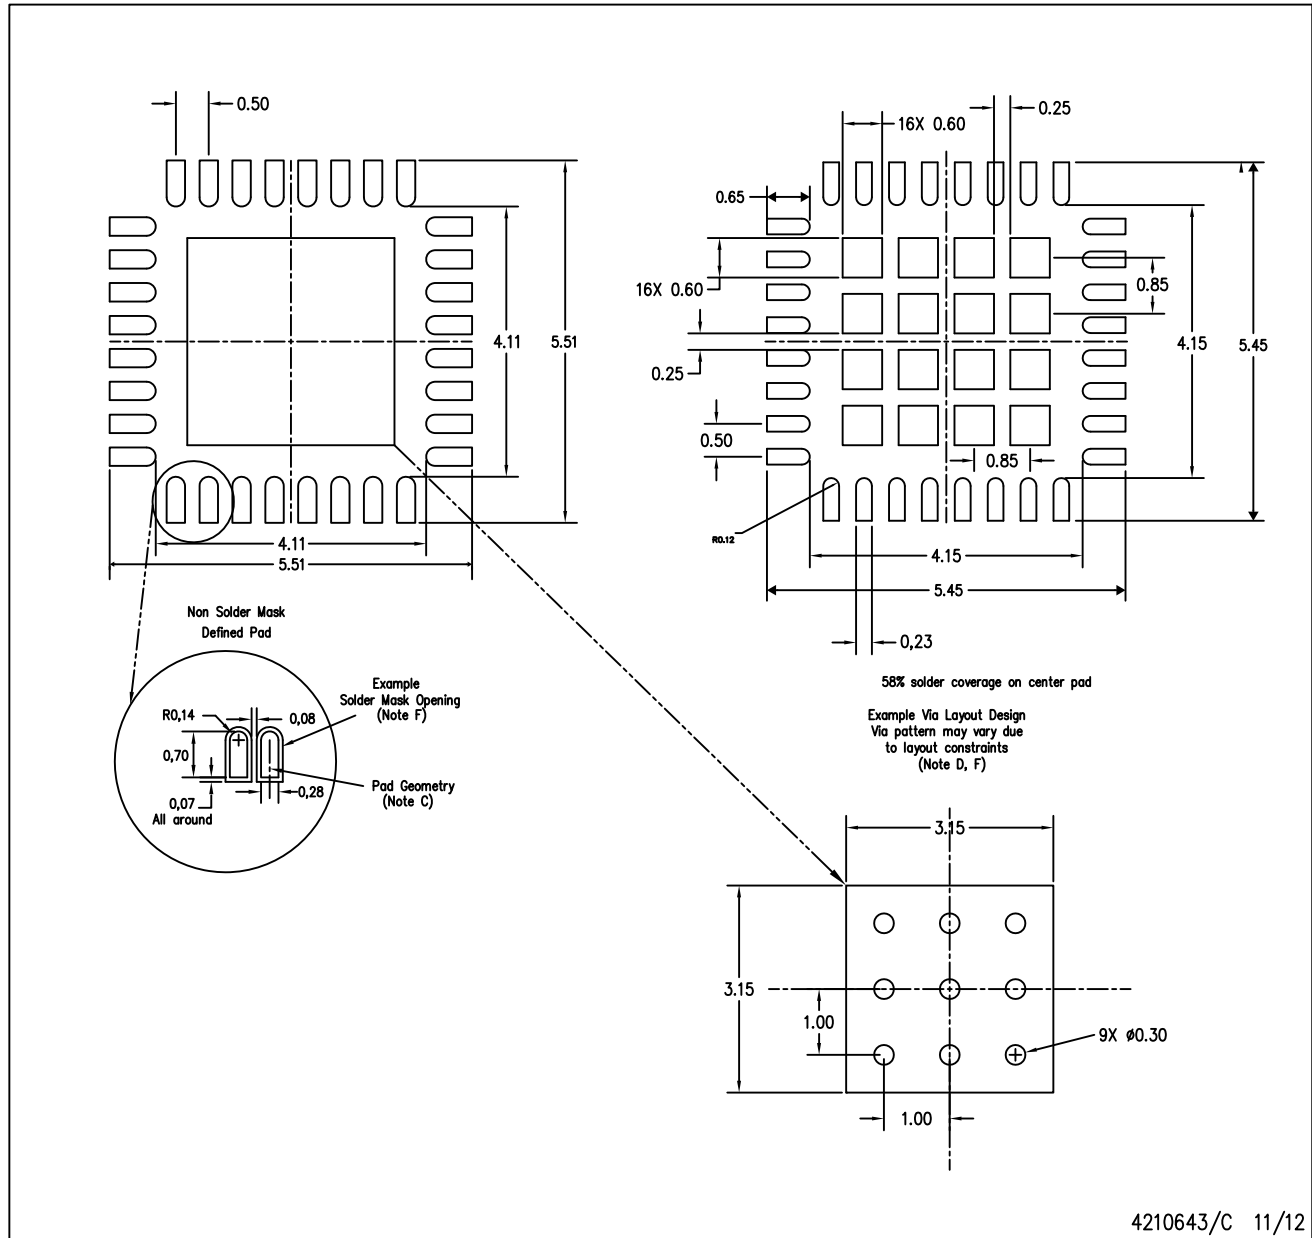 0.50
5.51
4.11
4.11
5.51
16X 0.60
0.25
0.65
16X 0.60
0.85
4.15
5.45
0.25
0.50
0.85
R0.12
4.15
5.45
0,23
Non Solder Mask
Defined Pad
Example
Solder Mask Opening
(Note F)
R0,14
0,08
0,70
0,07
All around
0,28
Pad Geometry
(Note C)
58% solder coverage on center pad
Example Via Layout Design
Via pattern may vary due
to layout constraints
(Note D, F)
3.15
3.15
1.00
9X ø0.30
1.00
4210643/C 11/12